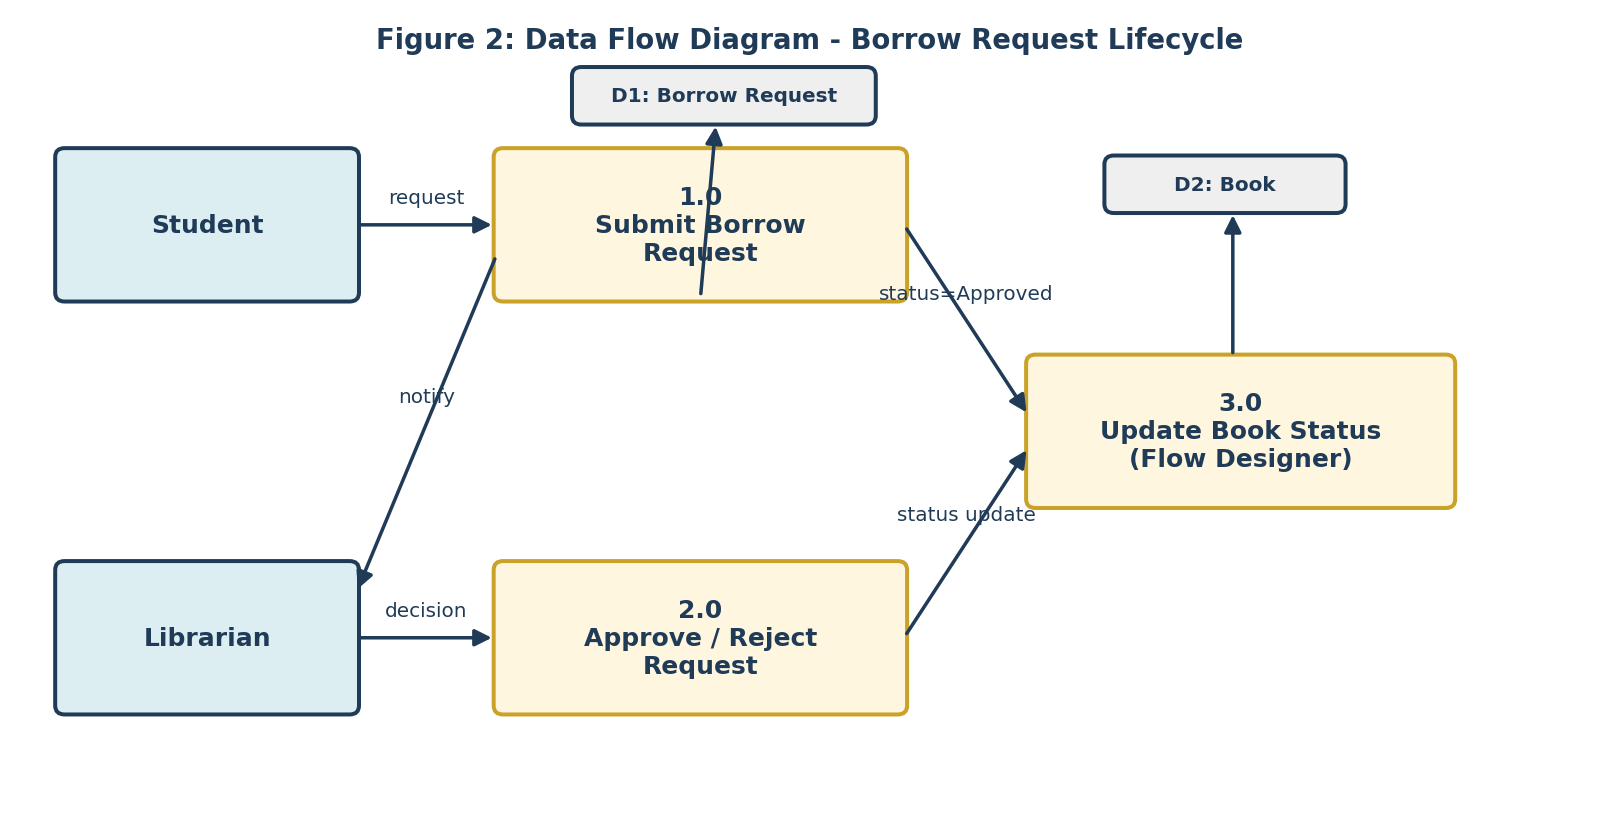 Figure 2: Data Flow Diagram - Borrow Request Lifecycle
D1: Borrow Request
D2: Book
Student
request
1.0
Submit Borrow
Request
status=Approved
notify
3.0
Update Book Status
(Flow Designer)
status update
Librarian
decision
2.0
Approve / Reject
Request